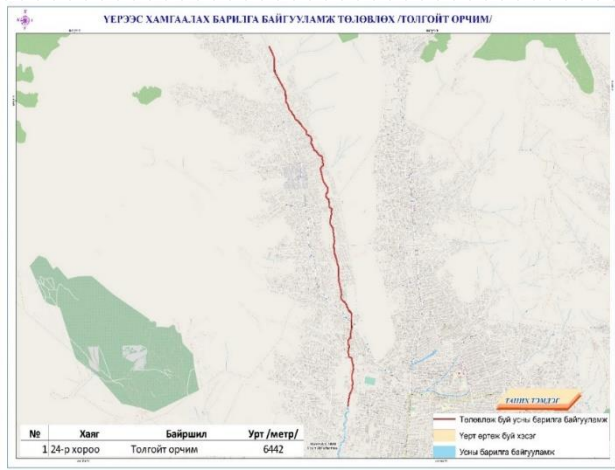 ҮЕРЭЭС ХАМГААЛАХ БАРИЛГА БАЙГУУЛАМЖ ТӨЛӨВЛӨХ /ТОЛГОЙТ ОРЧИМ/
ТАНИХ ТЭМДЭГ
Төлөвлөж буй усны барилга байгууламж
Үерт өртөж буй хэсэг
Усны барилга байгууламж
№ Хаяг Байршил Урт /метр/
1 24-р хороо Толгойт орчим 6442